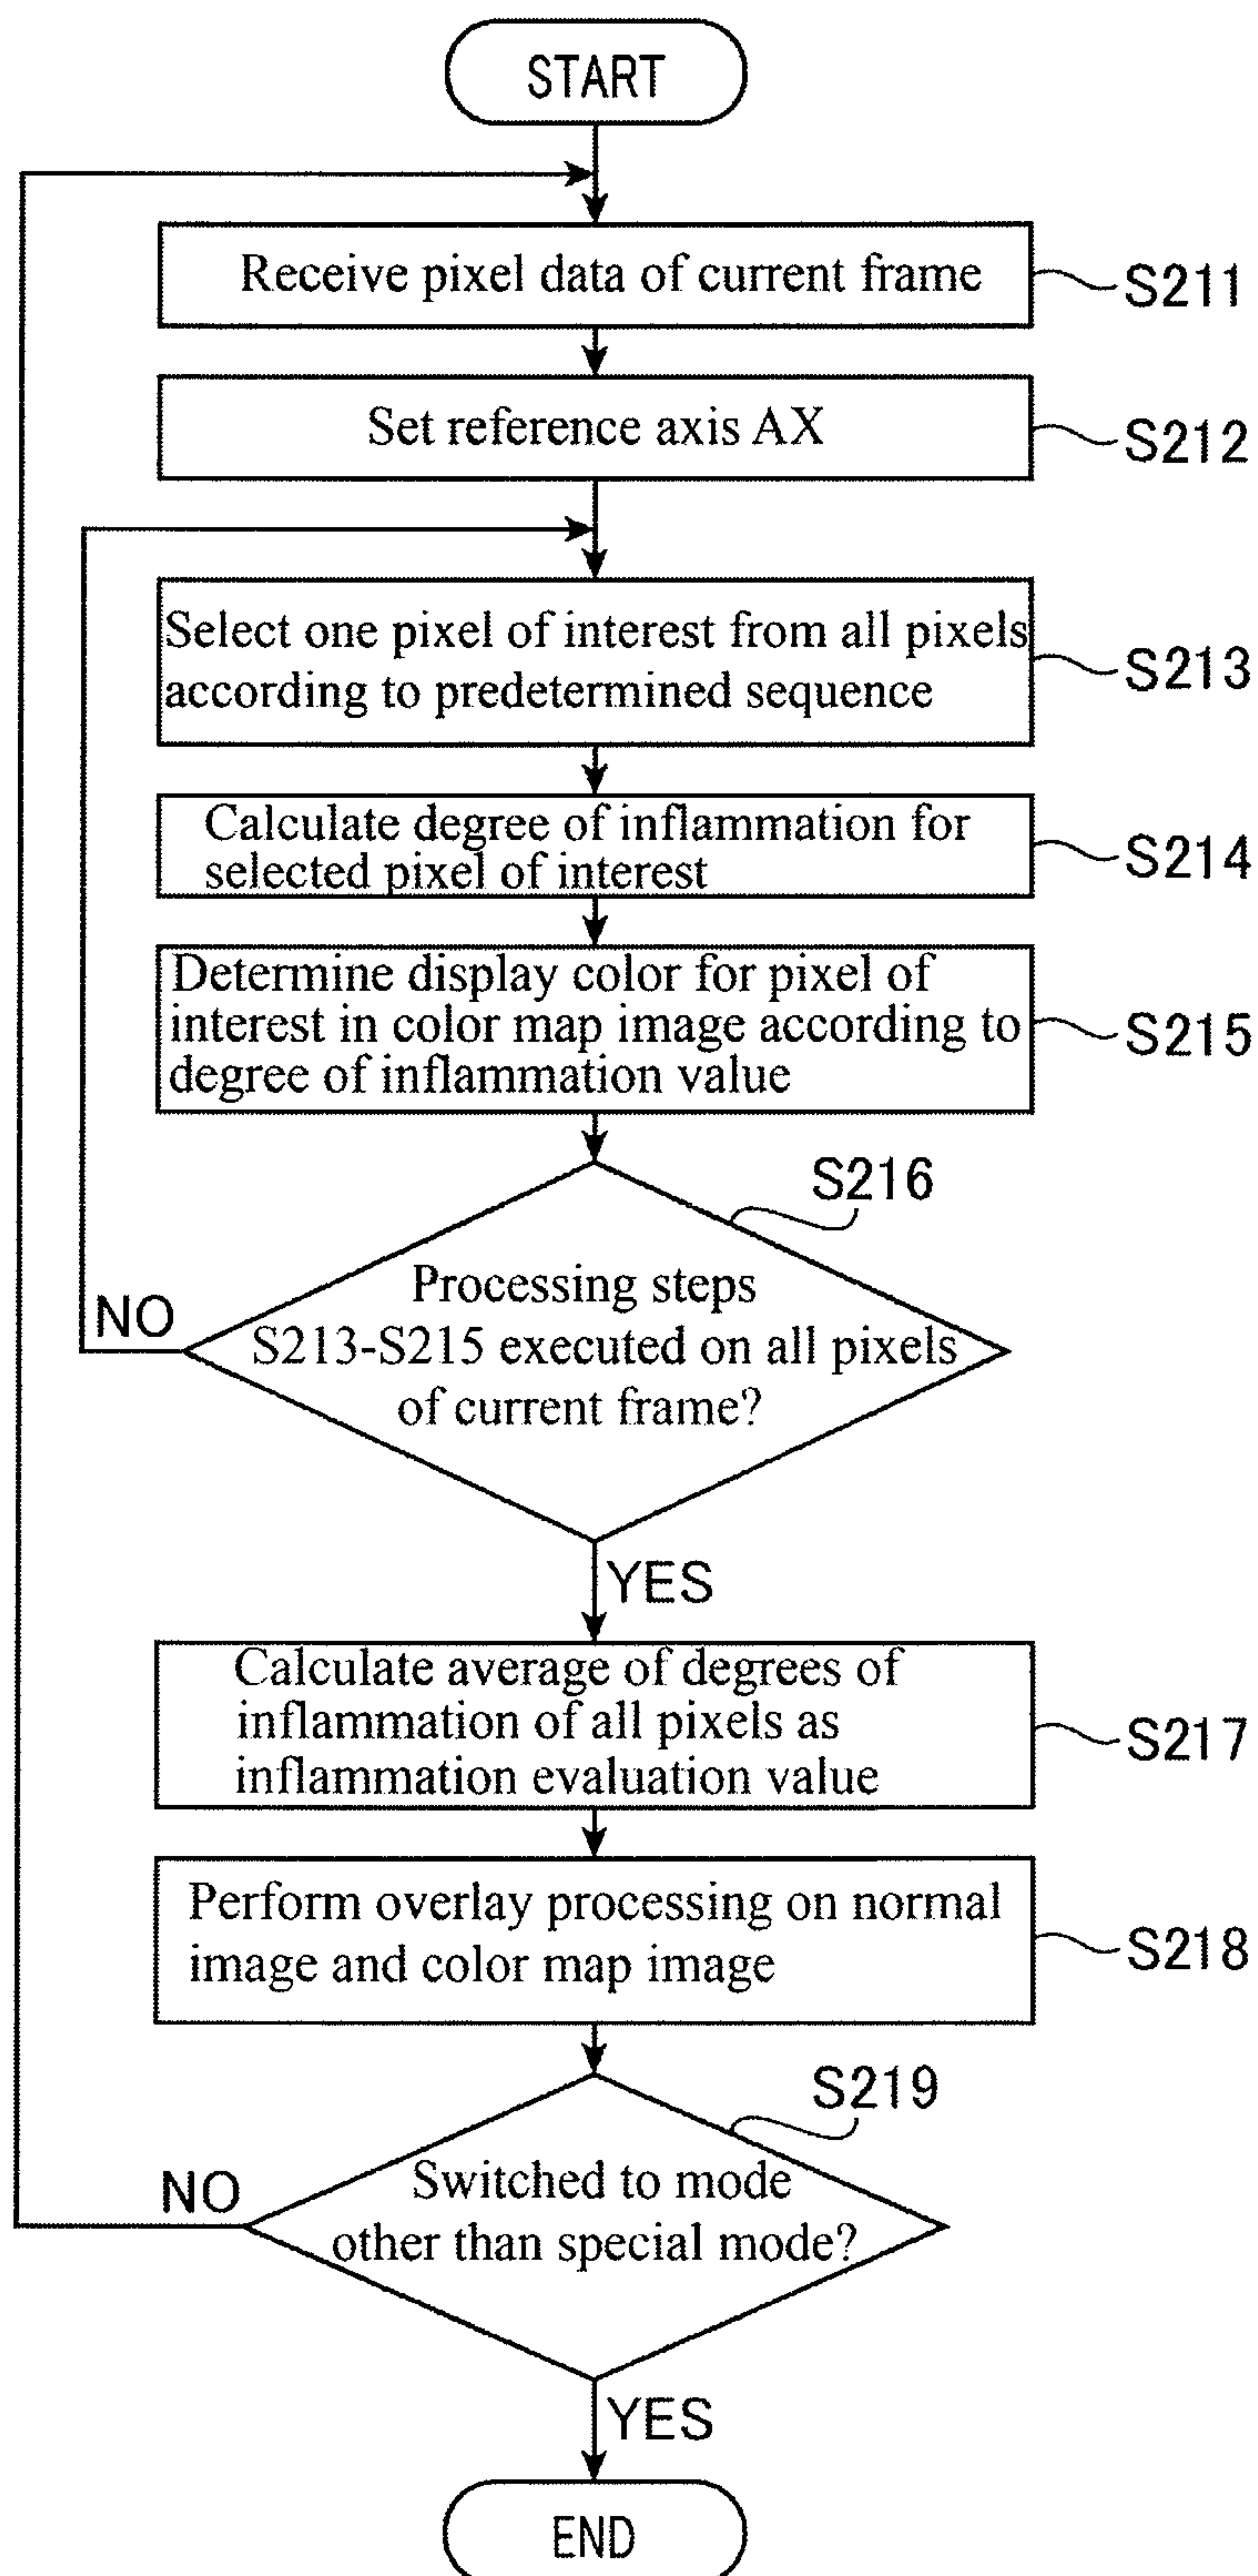 START
Receive pixel data of current frame
S211
Set reference axis AX
S212
Select one pixel of interest from all pixels
according to predetermined sequence
S213
Calculate degree of inflammation for
selected pixel of interest
S214
Determine display color for pixel of
interest in color map image according to
degree of inflammation value
S215
S216
Processing steps
S213-S215 executed on all pixels
of current frame?
NO
YES
Calculate average of degrees of
inflammation of all pixels as
inflammation evaluation value
S217
Perform overlay processing on normal
image and color map image
S218
S219
Switched to mode
other than special mode?
NO
YES
END